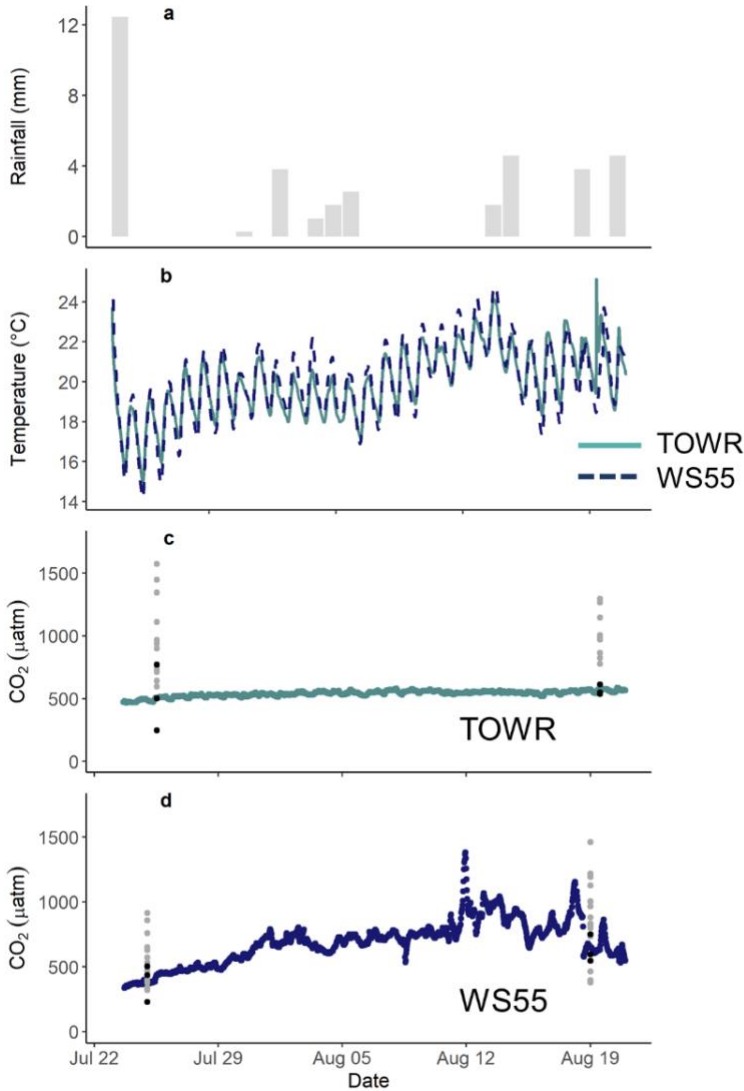 a
12
8
4
0
Rainfall (mm)
b
24
22
20
18
16
14
Temperature (°C)
TOWR
WS55
c
1500
1000
500
0
CO₂ (µatm)
TOWR
d
1500
1000
500
0
CO₂ (µatm)
WS55
Jul 22 Jul 29 Aug 05 Aug 12 Aug 19
Date